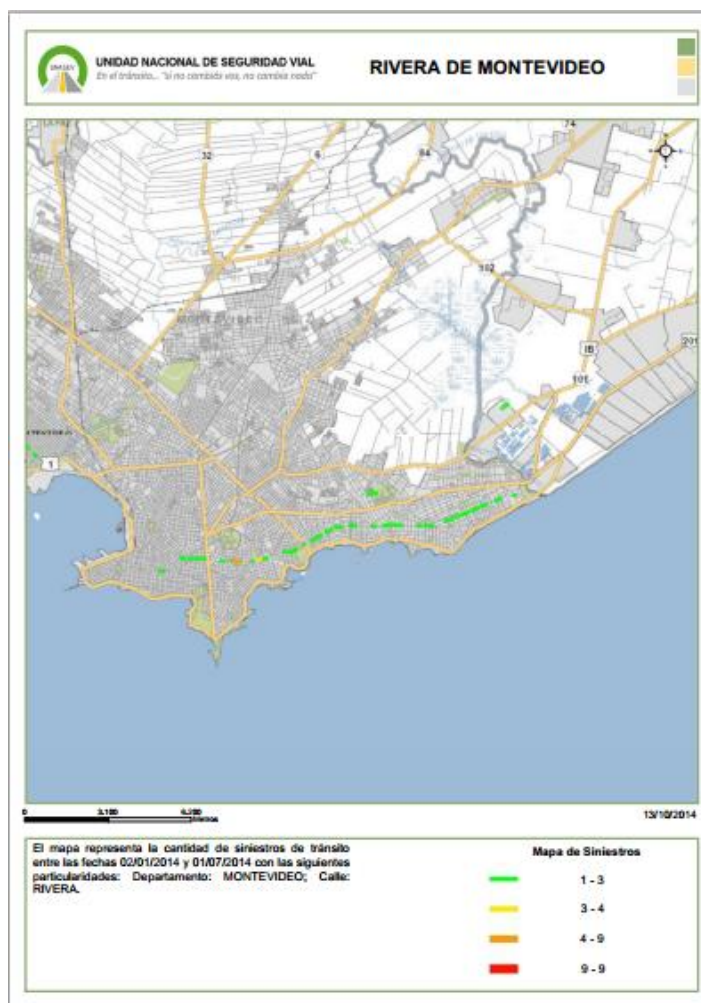 UNIDAD NACIONAL DE SEGURIDAD VIAL
En el tránsito... "si no cambiás vos, no cambia nada"
RIVERA DE MONTEVIDEO
74
32
6
84
102
MONTEVIDEO
IB
201
101
1
0
3.100
6.200
13/10/2014
El mapa representa la cantidad de siniestros de tránsito
entre las fechas 02/01/2014 y 01/07/2014 con las siguientes
particularidades: Departamento: MONTEVIDEO; Calle:
RIVERA.
Mapa de Siniestros
1 - 3
3 - 4
4 - 9
9 - 9